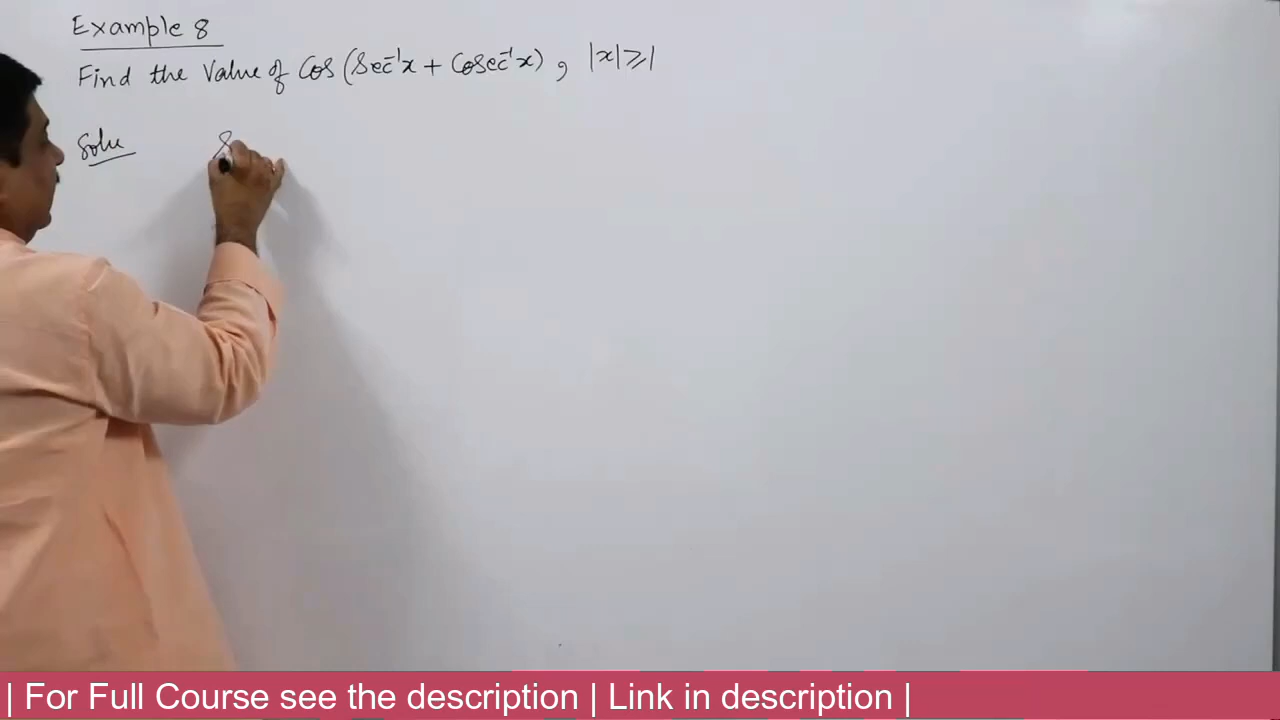 Example 8
Find the Value of Cos (Sec⁻¹x + Cosec⁻¹x) , |x| ⩾ 1
Solu S
| For Full Course see the description | Link in description |